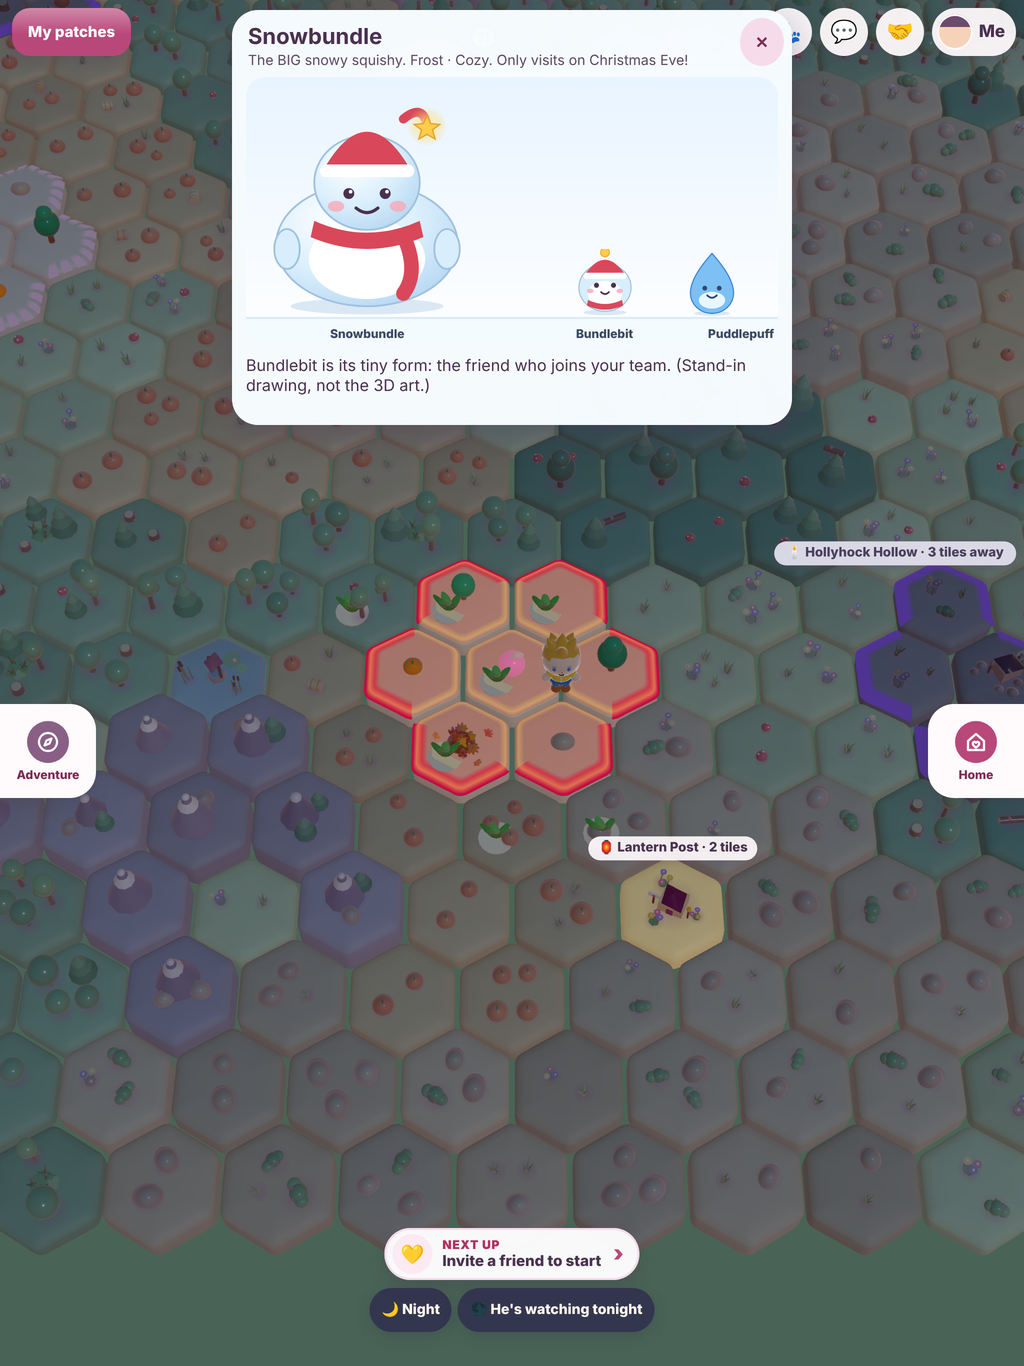 My patches
Snowbundle
The BIG snowy squishy. Frost · Cozy. Only visits on Christmas Eve!
×
Me
Snowbundle
Bundlebit
Puddlepuff
Bundlebit is its tiny form: the friend who joins your team. (Stand-in
drawing, not the 3D art.)
Hollyhock Hollow · 3 tiles away
Adventure
Home
Lantern Post · 2 tiles
NEXT UP
Invite a friend to start
Night
He's watching tonight